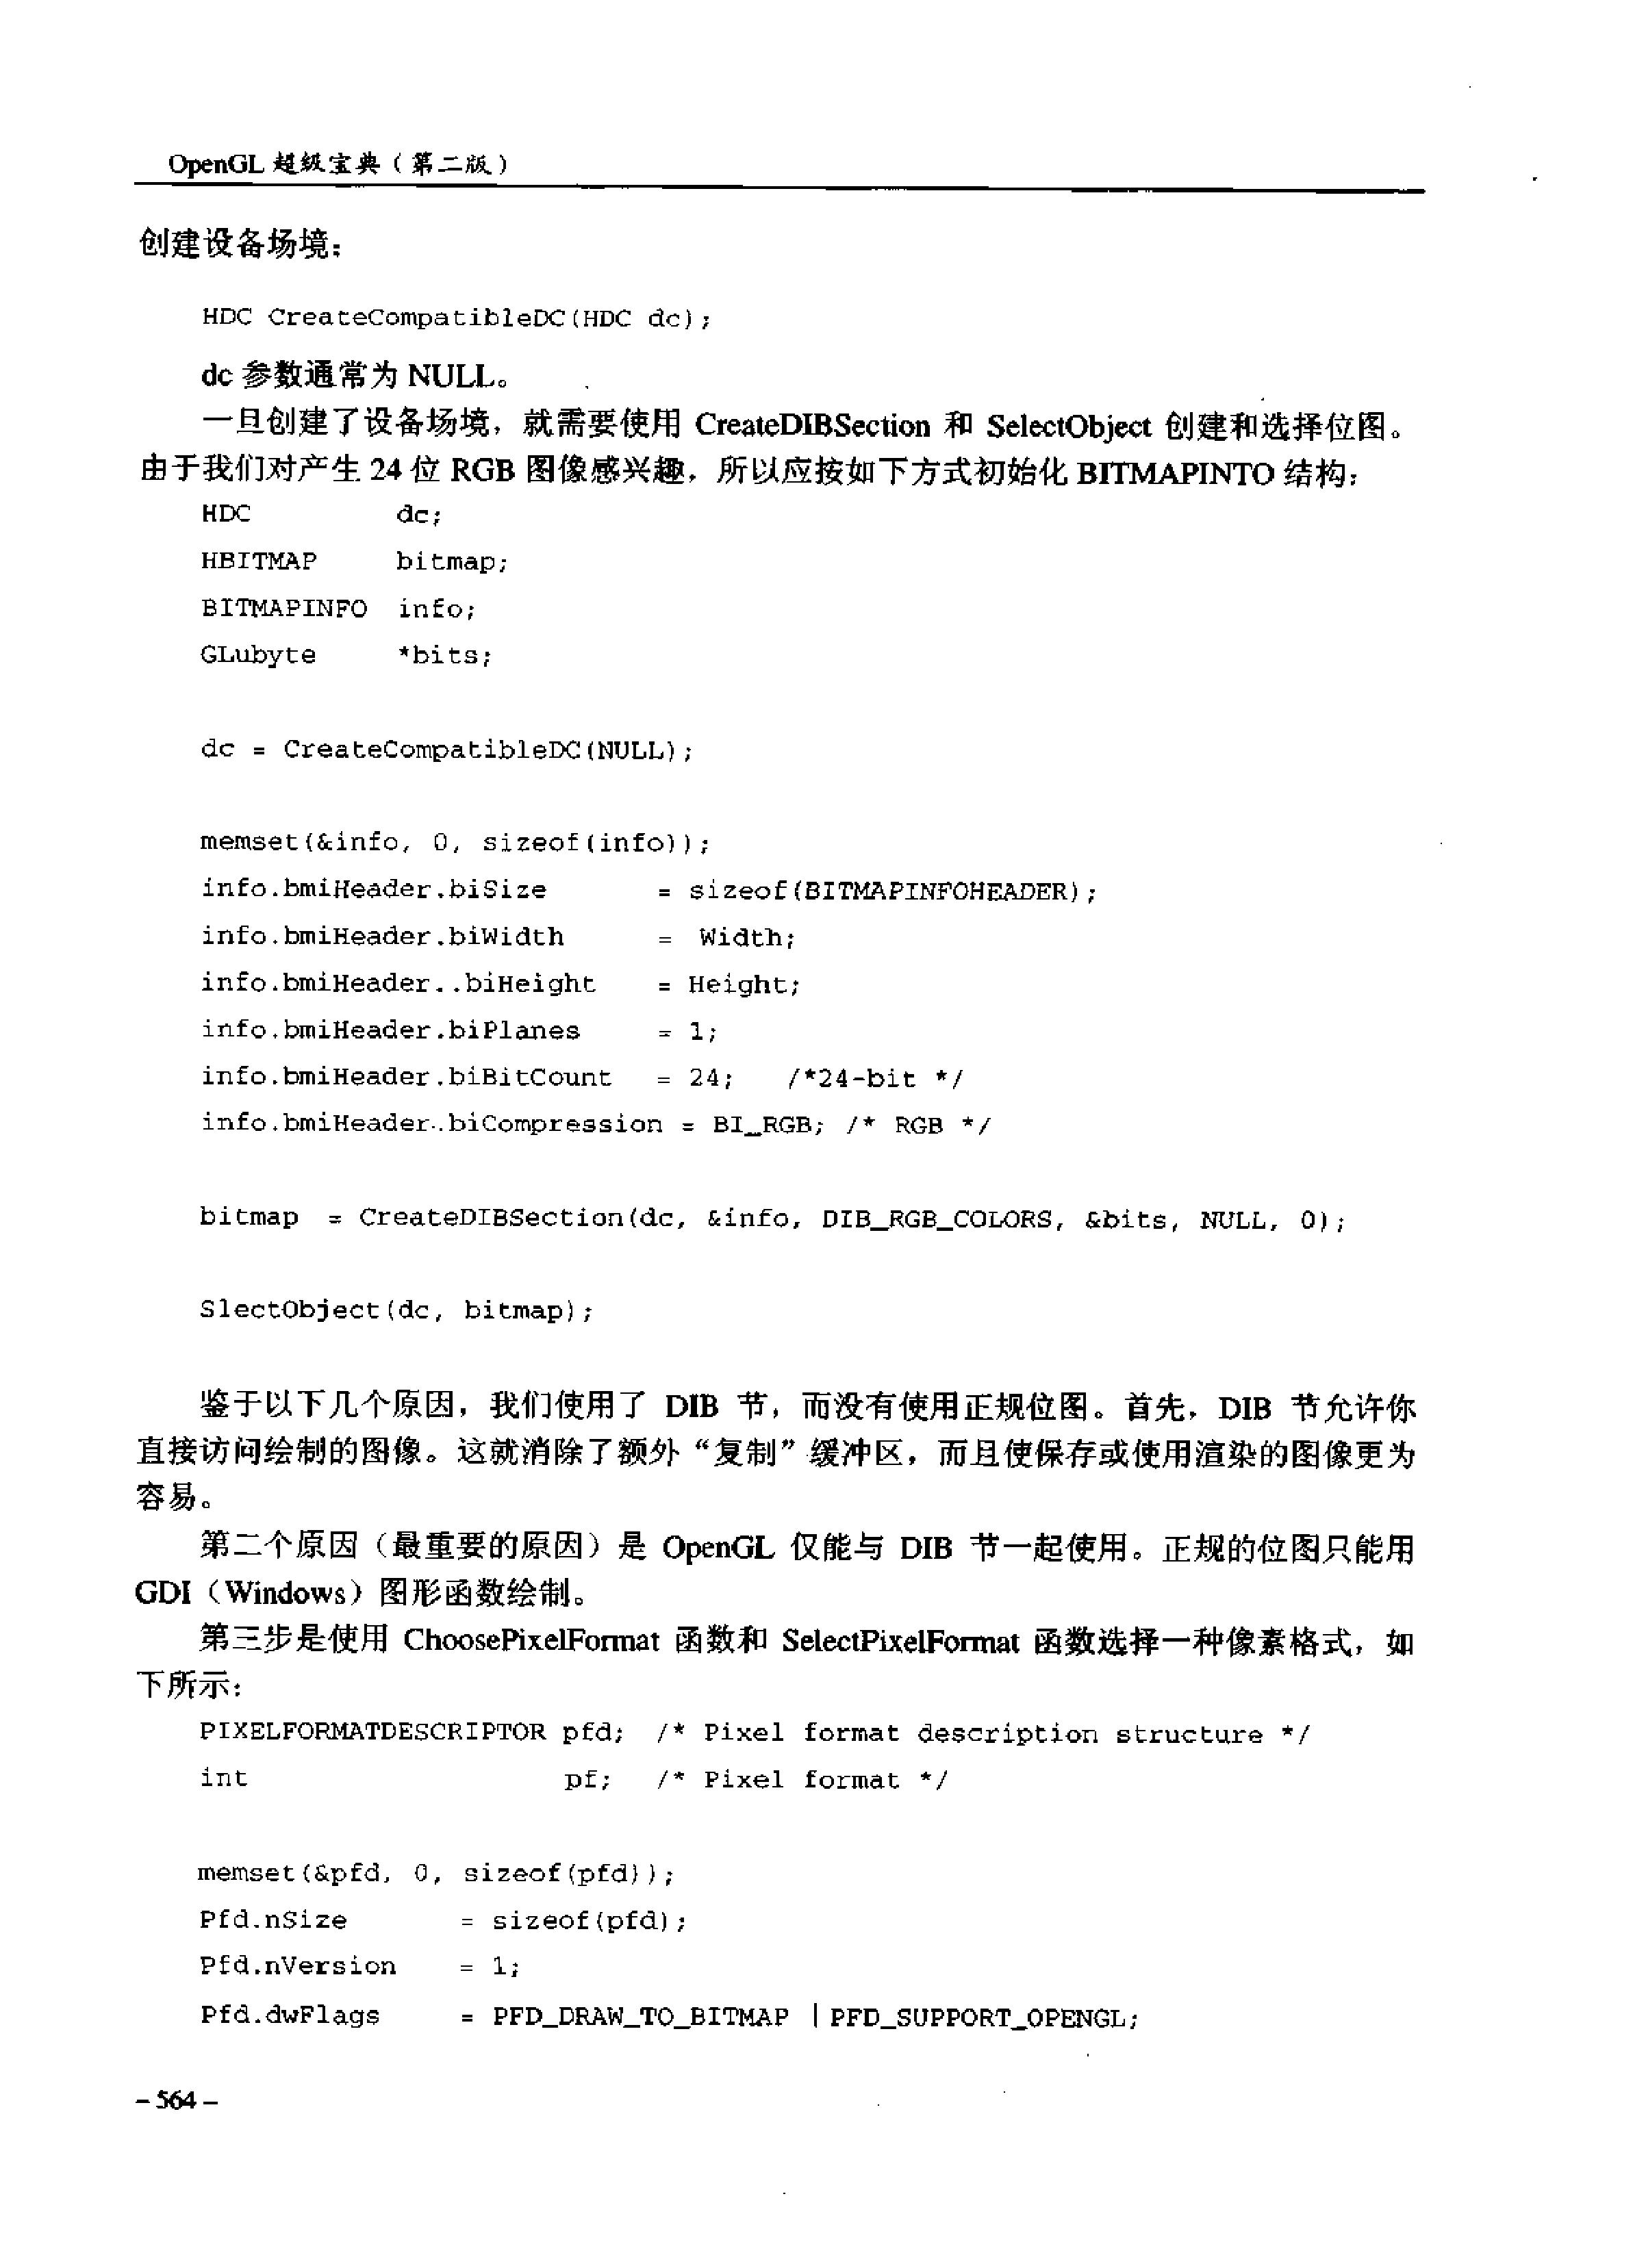 OpenGL 超级宝典（第二版）
创建设备场境：
HDC CreateCompatibleDC(HDC dc);
dc 参数通常为 NULL。
一旦创建了设备场境，就需要使用 CreateDIBSection 和 SelectObject 创建和选择位图。
由于我们对产生 24 位 RGB 图像感兴趣，所以应按如下方式初始化 BITMAPINTO 结构：
HDC dc;
HBITMAP bitmap;
BITMAPINFO info;
GLubyte *bits;
dc = CreateCompatibleDC(NULL);
memset(&info, 0, sizeof(info));
info.bmiHeader.biSize = sizeof(BITMAPINFOHEADER);
info.bmiHeader.biWidth = Width;
info.bmiHeader..biHeight = Height;
info.bmiHeader.biPlanes = 1;
info.bmiHeader.biBitCount = 24; /*24-bit */
info.bmiHeader..biCompression = BI_RGB; /* RGB */
bitmap = CreateDIBSection(dc, &info, DIB_RGB_COLORS, &bits, NULL, 0);
SlectObject(dc, bitmap);
鉴于以下几个原因，我们使用了 DIB 节，而没有使用正规位图。首先，DIB 节允许你
直接访问绘制的图像。这就消除了额外“复制”缓冲区，而且使保存或使用渲染的图像更为
容易。
第二个原因（最重要的原因）是 OpenGL 仅能与 DIB 节一起使用。正规的位图只能用
GDI（Windows）图形函数绘制。
第三步是使用 ChoosePixelFormat 函数和 SelectPixelFormat 函数选择一种像素格式，如
下所示：
PIXELFORMATDESCRIPTOR pfd; /* Pixel format description structure */
int pf; /* Pixel format */
memset(&pfd, 0, sizeof(pfd));
Pfd.nSize = sizeof(pfd);
Pfd.nVersion = 1;
Pfd.dwFlags = PFD_DRAW_TO_BITMAP | PFD_SUPPORT_OPENGL;
– 564 –